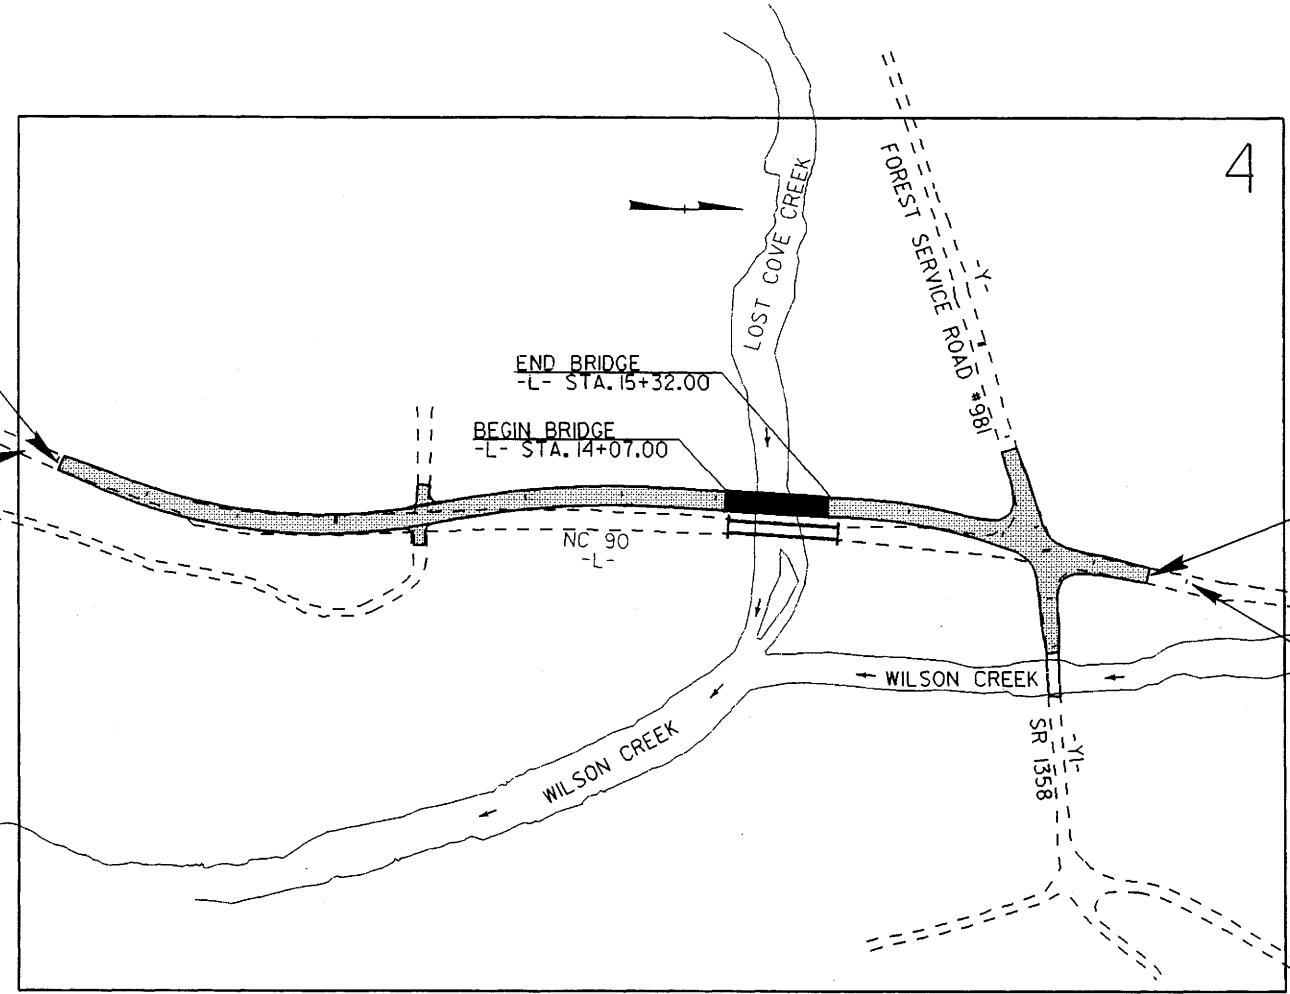 4
LOST COVE CREEK
FOREST SERVICE ROAD #981
-Y-
END BRIDGE
-L- STA. 15+32.00
BEGIN BRIDGE
-L- STA. 14+07.00
NC 90
-L-
WILSON CREEK
WILSON CREEK
SR 1358
-Y1-